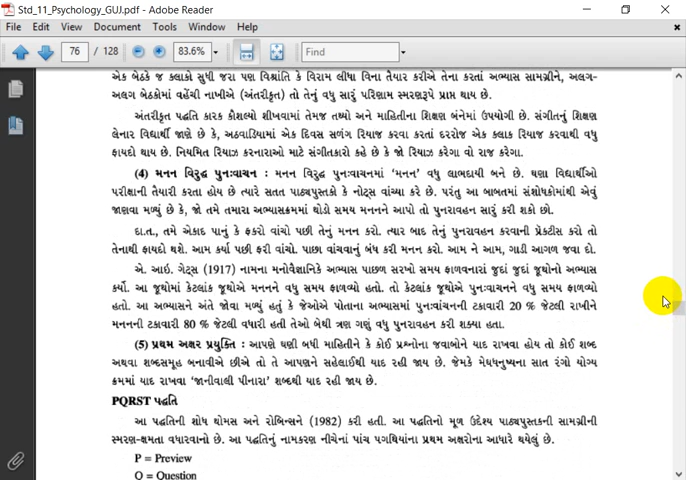 Std_11_Psychology_GUJ.pdf - Adobe Reader
File Edit View Document Tools Window Help
76 / 128 83.6% Find
એક બેઠકે જ કલાકો સુધી જરા પણ વિશ્રાંતિ કે વિરામ લીધા વિના તૈયાર કરીએ તેના કરતાં અભ્યાસ સામગ્રીને, અલગ-
અલગ બેઠકોમાં વહેંચી નાખીએ (અંતરીકૃત) તો તેનું વધુ સારું પરિણામ સ્મરણરૂપે પ્રાપ્ત થાય છે.
અંતરીકૃત પદ્ધતિ કારક કૌશલ્યો શીખવામાં તેમજ તથ્યો અને માહિતીના શિક્ષણ બંનેમાં ઉપયોગી છે. સંગીતનું શિક્ષણ
લેનાર વિદ્યાર્થી જાણે છે કે, અઠવાડિયામાં એક દિવસ સળંગ રિયાજ કરવા કરતાં દરરોજ એક કલાક રિયાજ કરવાથી વધુ
ફાયદો થાય છે. નિયમિત રિયાઝ કરનારાઓ માટે સંગીતકારો કહે છે કે જો રિયાઝ કરેગા વો રાજ કરેગા.
(4) મનન વિરુદ્ધ પુનઃવાચન : મનન વિરુદ્ધ પુનઃવાચનમાં ‘મનન’ વધુ લાભદાયી બને છે. ઘણા વિદ્યાર્થીઓ
પરીક્ષાની તૈયારી કરતા હોય છે ત્યારે સતત પાઠ્યપુસ્તકો કે નોટ્સ વાંચ્યા કરે છે. પરંતુ આ બાબતમાં સંશોધકોમાંથી એવું
જાણવા મળ્યું છે કે, જો તમે તમારા અભ્યાસક્રમમાં થોડો સમય મનનને આપો તો પુનરાવહન સારું કરી શકો છો.
દા.ત., તમે એકાદ પાનું કે ફકરો વાંચો પછી તેનું મનન કરો. ત્યાર બાદ તેનું પુનરાવહન કરવાની પ્રેક્ટીસ કરો તો
તેનાથી ફાયદો થશે. આમ કર્યા પછી ફરી વાંચો. પાછા વાંચવાનું બંધ કરી મનન કરો. આમ ને આમ, ગાડી આગળ જવા દો.
એ. આઇ. ગેટ્સ (1917) નામના મનોવૈજ્ઞાનિકે અભ્યાસ પાછળ સરખો સમય ફાળવનારાં જુદાં જુદાં જૂથોનો અભ્યાસ
કર્યો. આ જૂથોમાં કેટલાંક જૂથોએ મનનને વધુ સમય ફાળવ્યો હતો. તો કેટલાંક જૂથોએ પુનઃવાચનને વધુ સમય ફાળવ્યો
હતો. આ અભ્યાસને અંતે જોવા મળ્યું હતું કે જેઓએ પોતાના અભ્યાસમાં પુનઃવાંચનની ટકાવારી 20 % જેટલી રાખીને
મનનની ટકાવારી 80 % જેટલી વધારી હતી તેઓ બેથી ત્રણ ગણું વધુ પુનરાવહન કરી શક્યા હતા.
(5) પ્રથમ અક્ષર પ્રયુક્તિ : આપણે ઘણી બધી માહિતીને કે કોઈ પ્રશ્નોના જવાબોને યાદ રાખવા હોય તો કોઈ શબ્દ
અથવા શબ્દસમૂહ બનાવીએ છીએ તો તે આપણને સહેલાઈથી યાદ રહી જાય છે. જેમકે મેઘધનુષ્યના સાત રંગો યોગ્ય
ક્રમમાં યાદ રાખવા ‘જાનીવાલી પીનારા’ શબ્દથી યાદ રહી જાય છે.
PQRST પદ્ધતિ
આ પદ્ધતિની શોધ થોમસ અને રોબિન્સને (1982) કરી હતી. આ પદ્ધતિનો મૂળ ઉદેશ્ય પાઠ્યપુસ્તકની સામગ્રીની
સ્મરણ-ક્ષમતા વધારવાનો છે. આ પદ્ધતિનું નામકરણ નીચેનાં પાંચ પગથિયાંના પ્રથમ અક્ષરોના આધારે થયેલું છે.
P = Preview
Q = Question